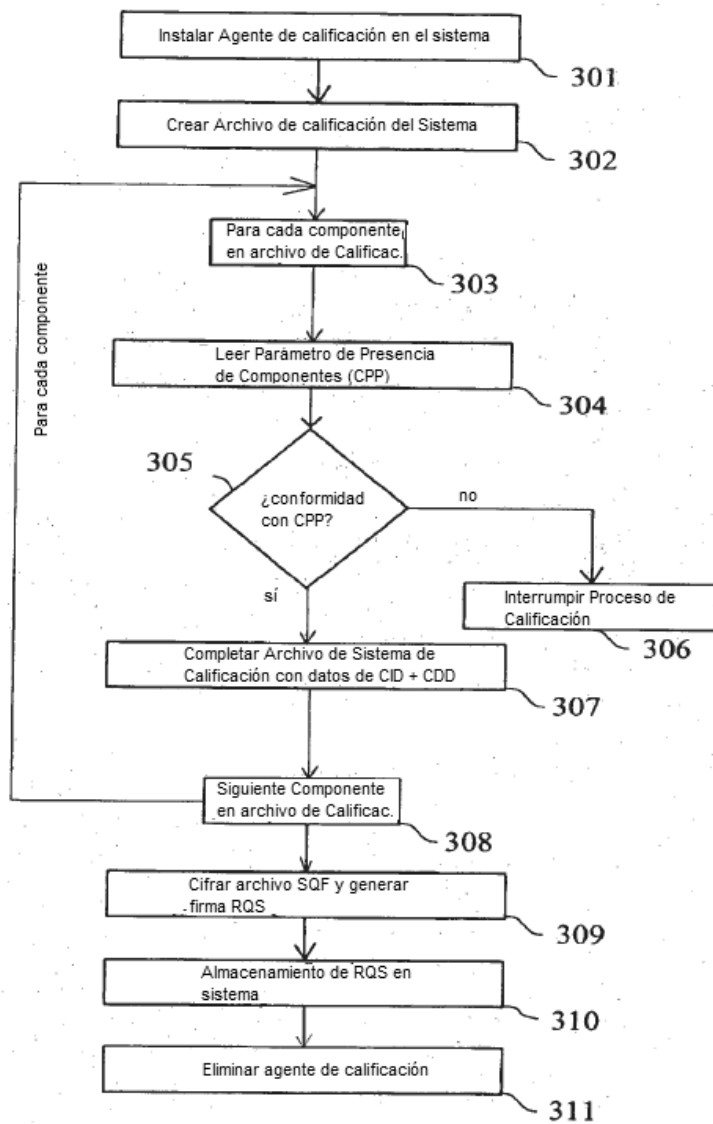 Instalar Agente de calificación en el sistema
301
Crear Archivo de calificación del Sistema
302
Para cada componente
en archivo de Calificac.
303
Para cada componente
Leer Parámetro de Presencia
de Componentes (CPP)
304
305
¿conformidad
con CPP?
no
sí
Interrumpir Proceso de
Calificación
306
Completar Archivo de Sistema de
Calificación con datos de CID + CDD
307
Siguiente Componente
en archivo de Calificac.
308
Cifrar archivo SQF y generar
firma RQS
309
Almacenamiento de RQS en
sistema
310
Eliminar agente de calificación
311